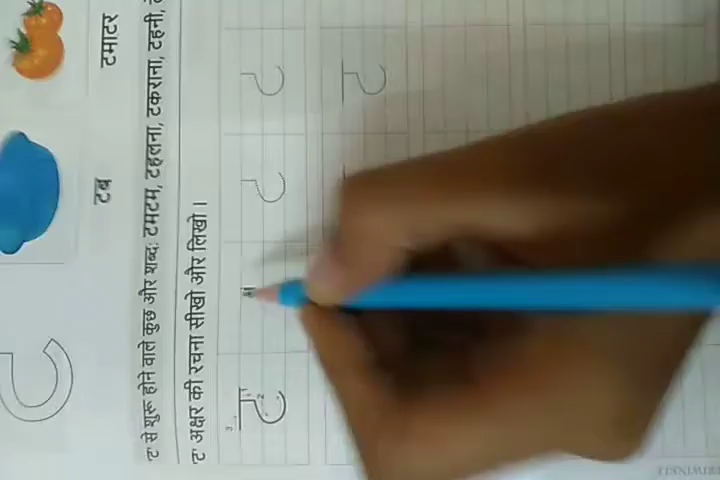 टब टमाटर
ट से शुरू होने वाले कुछ और शब्द: टमटम, टहलना, टकराना, टहनी,
ट अक्षर की रचना सीखो और लिखो ।
ट
ट